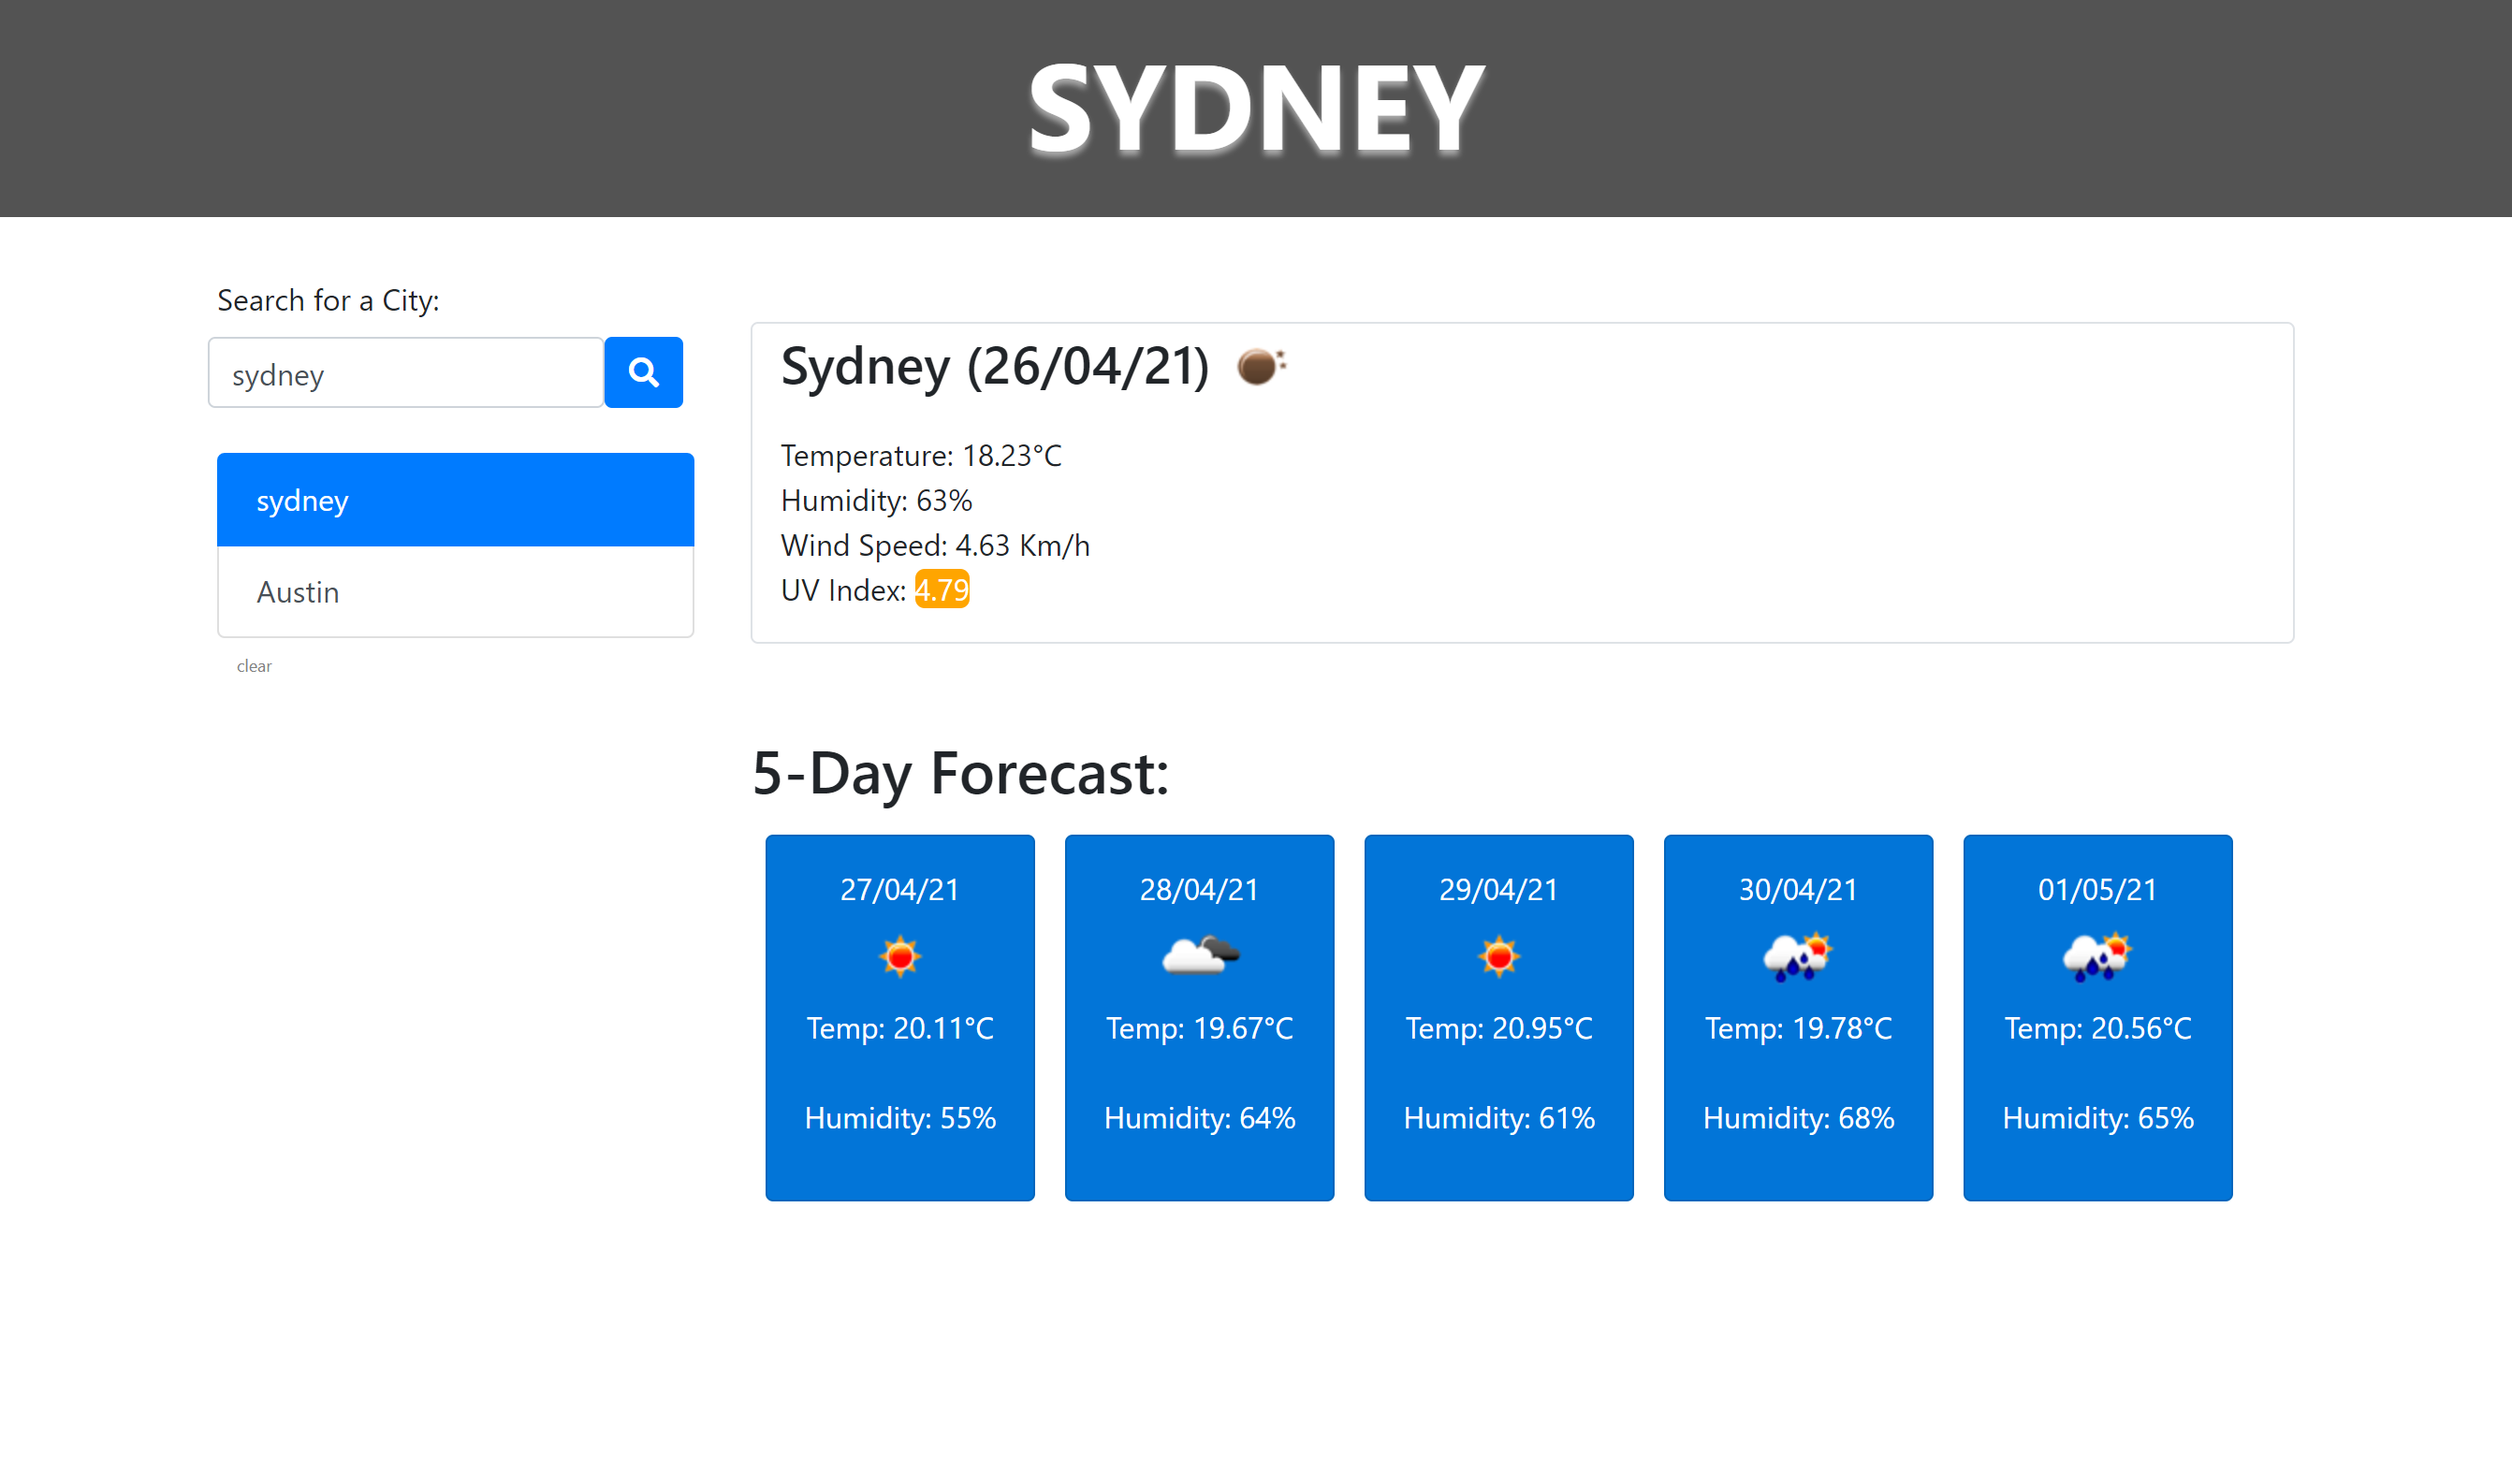 SYDNEY
Search for a City:
sydney
sydney
Austin
clear
Sydney (26/04/21)
Temperature: 18.23°C
Humidity: 63%
Wind Speed: 4.63 Km/h
UV Index: 4.79
5-Day Forecast:
27/04/21
Temp: 20.11°C
Humidity: 55%
28/04/21
Temp: 19.67°C
Humidity: 64%
29/04/21
Temp: 20.95°C
Humidity: 61%
30/04/21
Temp: 19.78°C
Humidity: 68%
01/05/21
Temp: 20.56°C
Humidity: 65%